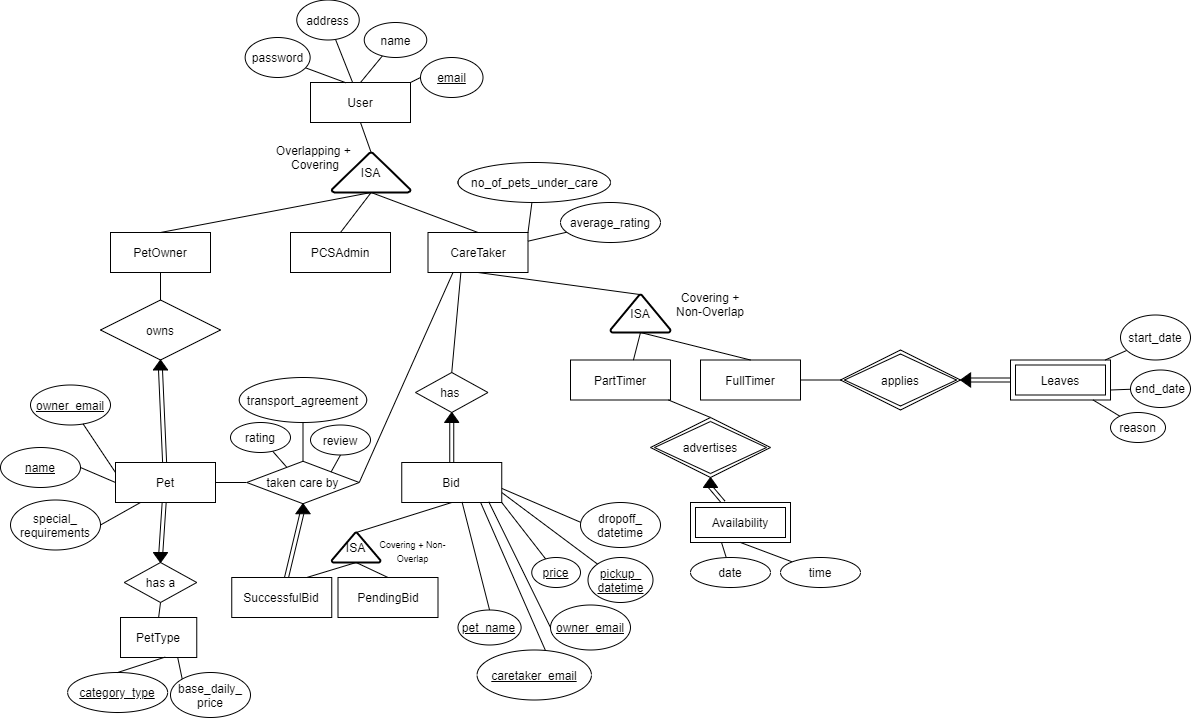 address
name
password
email
User
Overlapping +
Covering
ISA
no_of_pets_under_care
average_rating
PetOwner
PCSAdmin
CareTaker
Covering +
Non-Overlap
ISA
start_date
owns
PartTimer
FullTimer
applies
Leaves
end_date
has
transport_agreement
owner_email
reason
rating
review
advertises
name
Pet
taken care by
Bid
special_
requirements
dropoff_
datetime
Availability
ISA
Covering + Non-
Overlap
price
pickup_
datetime
date
time
has a
SuccessfulBid
PendingBid
pet_name
owner_email
PetType
caretaker_email
category_type
base_daily_
price